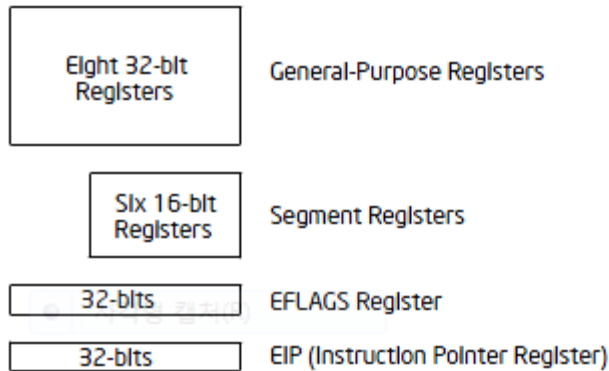 Eight 32-bit
Registers
General-Purpose Registers
Six 16-bit
Registers
Segment Registers
32-bits
EFLAGS Register
32-bits
EIP (Instruction Pointer Register)